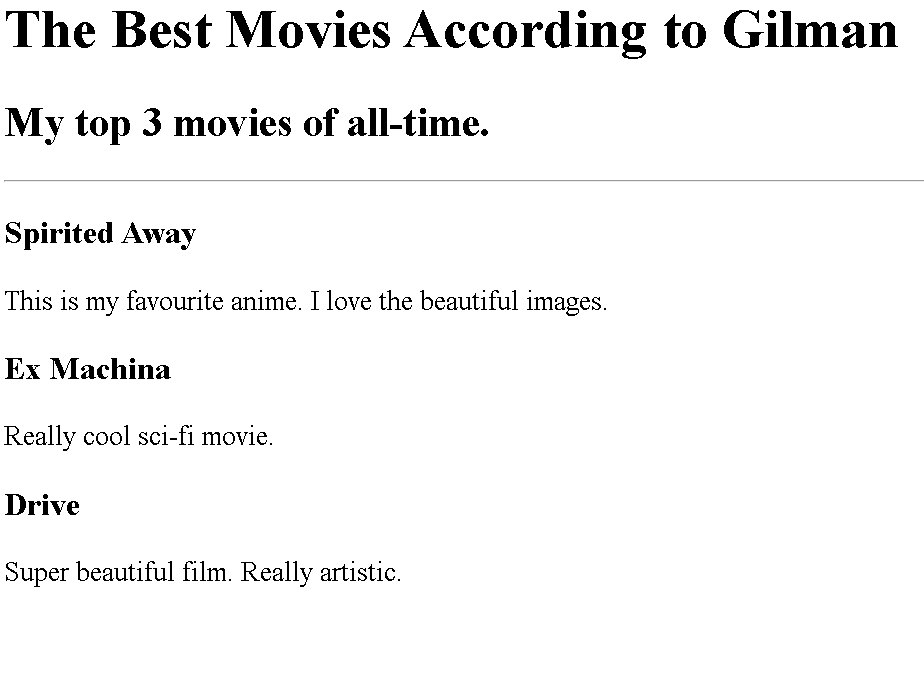 The Best Movies According to Gilman
My top 3 movies of all-time.
Spirited Away
This is my favourite anime. I love the beautiful images.
Ex Machina
Really cool sci-fi movie.
Drive
Super beautiful film. Really artistic.